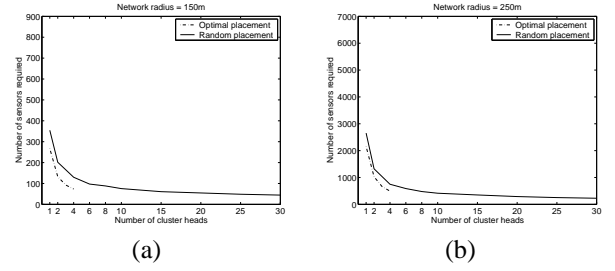 Network radius = 150m
Optimal placement
Random placement
Number of sensors required
900
800
700
600
500
400
300
200
100
0
1 2 4 6 8 10 15 20 25 30
Number of cluster heads
(a)
Network radius = 250m
Optimal placement
Random placement
Number of sensors required
7000
6000
5000
4000
3000
2000
1000
0
1 2 4 6 8 10 15 20 25 30
Number of cluster heads
(b)